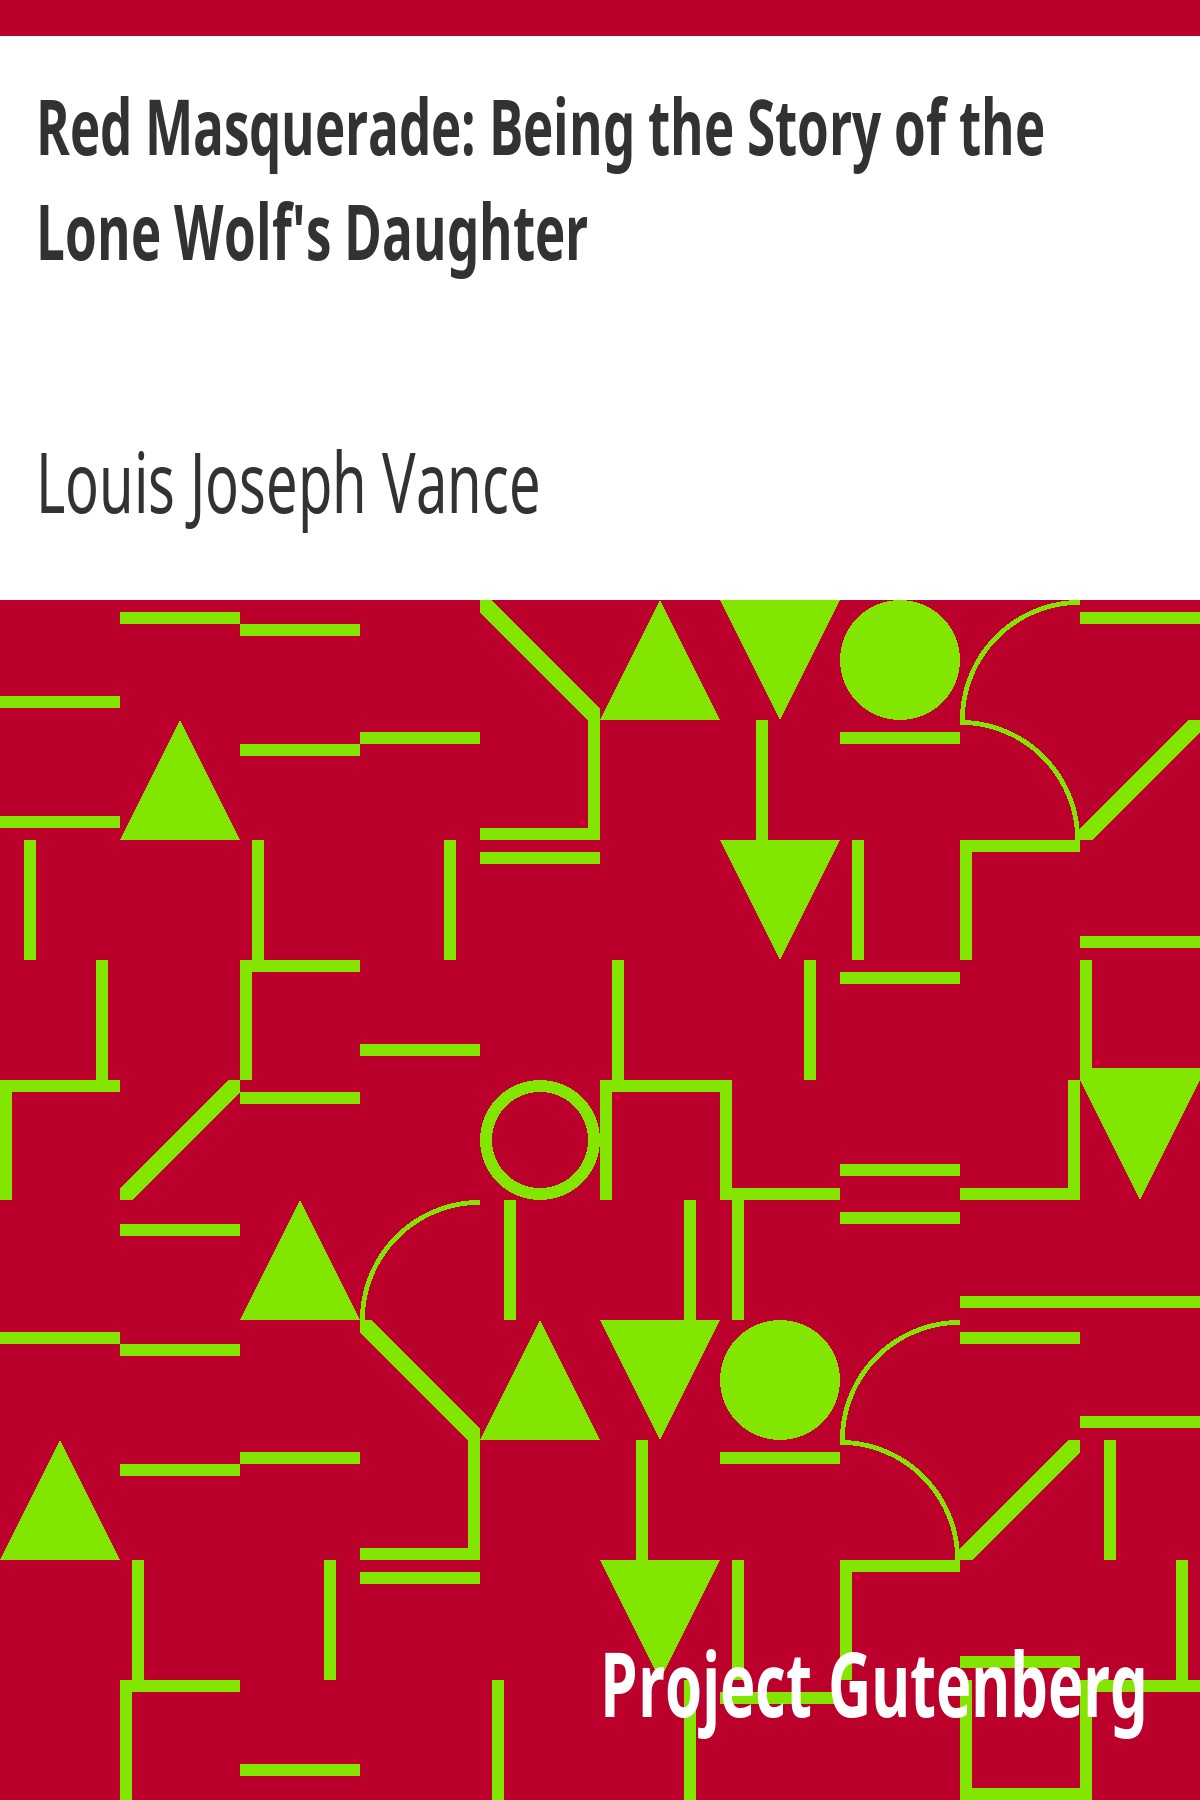 Red Masquerade: Being the Story of the
Lone Wolf's Daughter
Louis Joseph Vance
Project Gutenberg